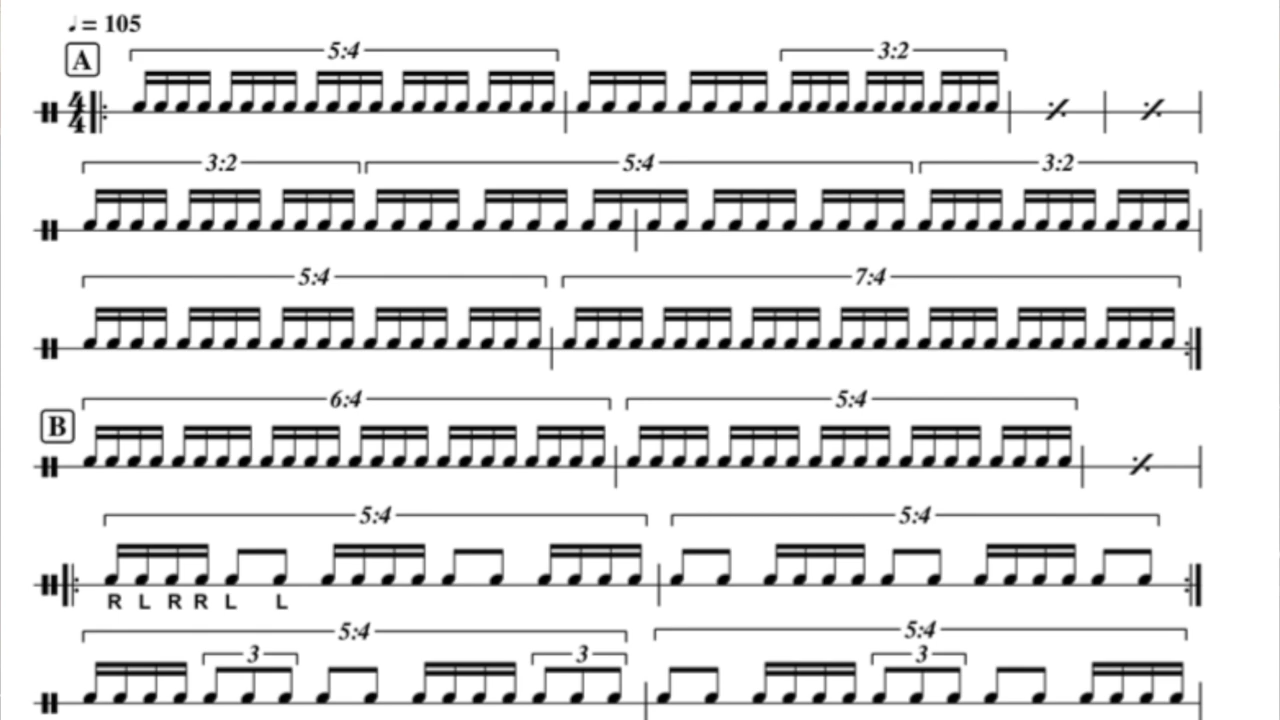 ♩ = 105
A 5:4 3:2
4/4
3:2 5:4 3:2
5:4 7:4
6:4 5:4
B
5:4 5:4
R L R R L L
5:4 5:4
3 3 3